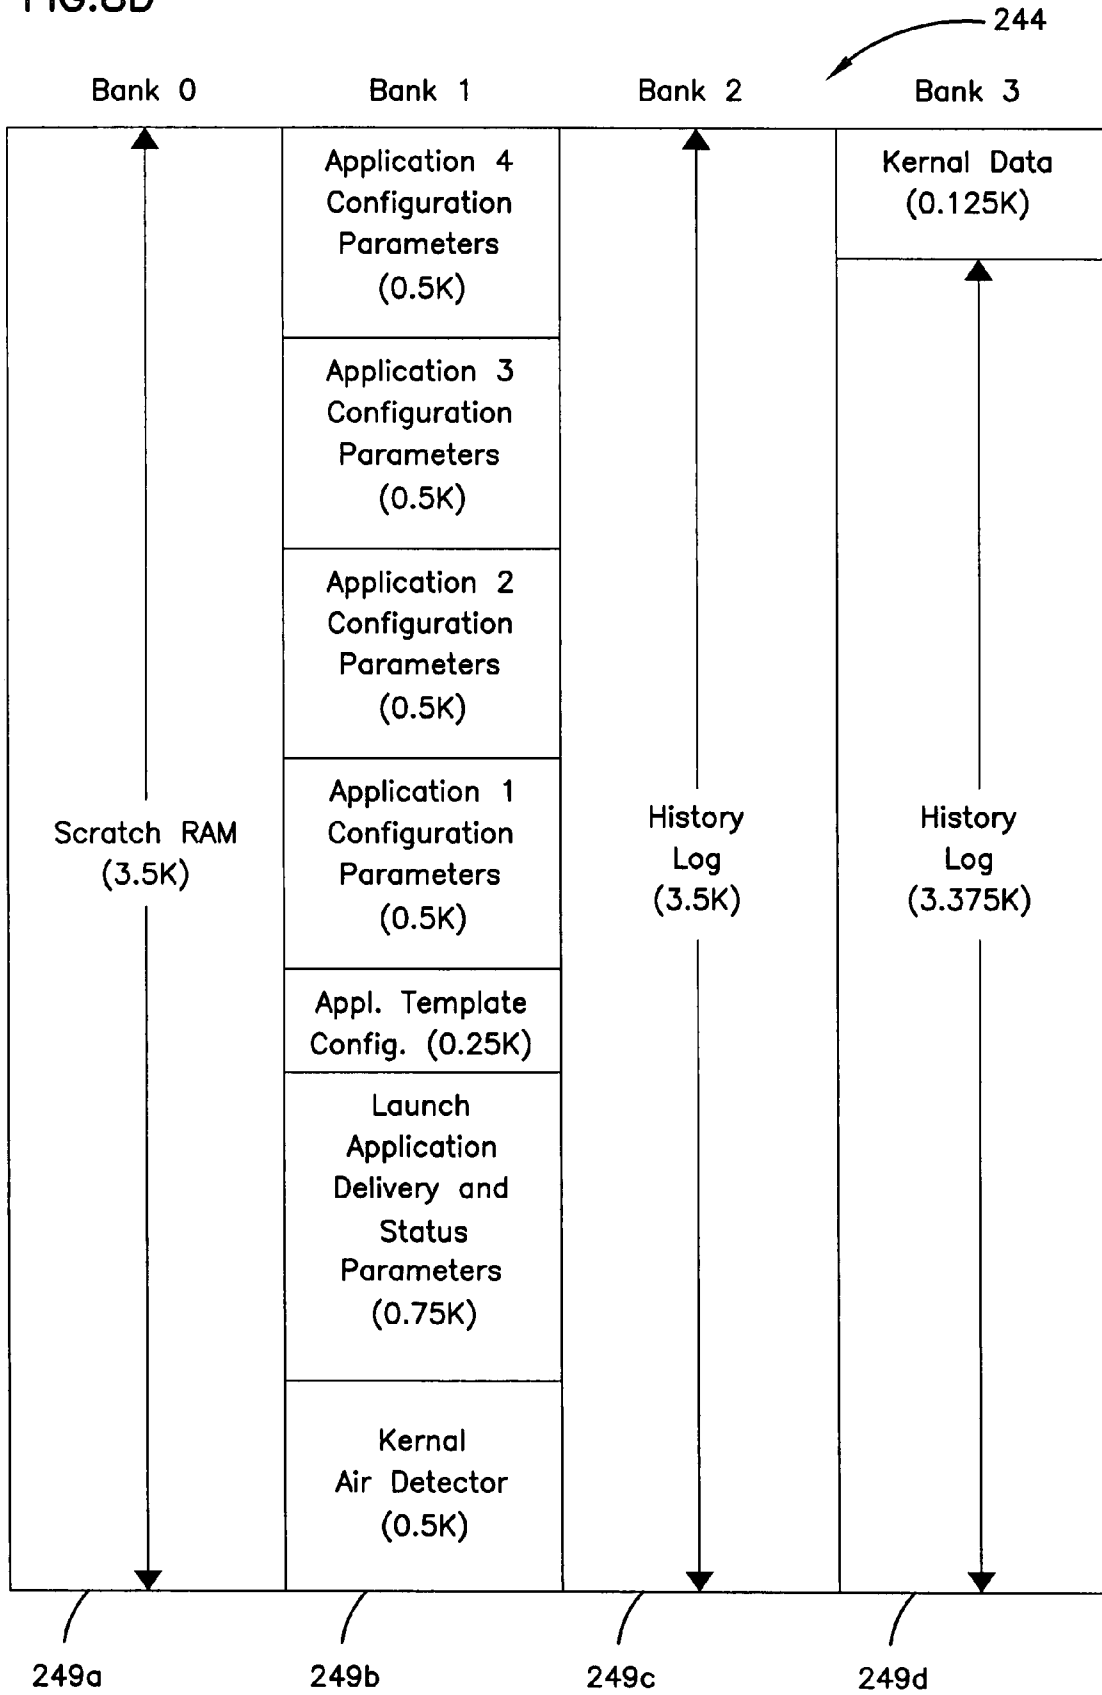 244
Bank 0 Bank 1 Bank 2 Bank 3
Application 4
Configuration
Parameters
(0.5K)
Kernal Data
(0.125K)
Application 3
Configuration
Parameters
(0.5K)
Application 2
Configuration
Parameters
(0.5K)
Scratch RAM
(3.5K)
Application 1
Configuration
Parameters
(0.5K)
History
Log
(3.5K)
History
Log
(3.375K)
Appl. Template
Config. (0.25K)
Launch
Application
Delivery and
Status
Parameters
(0.75K)
Kernal
Air Detector
(0.5K)
249a 249b 249c 249d